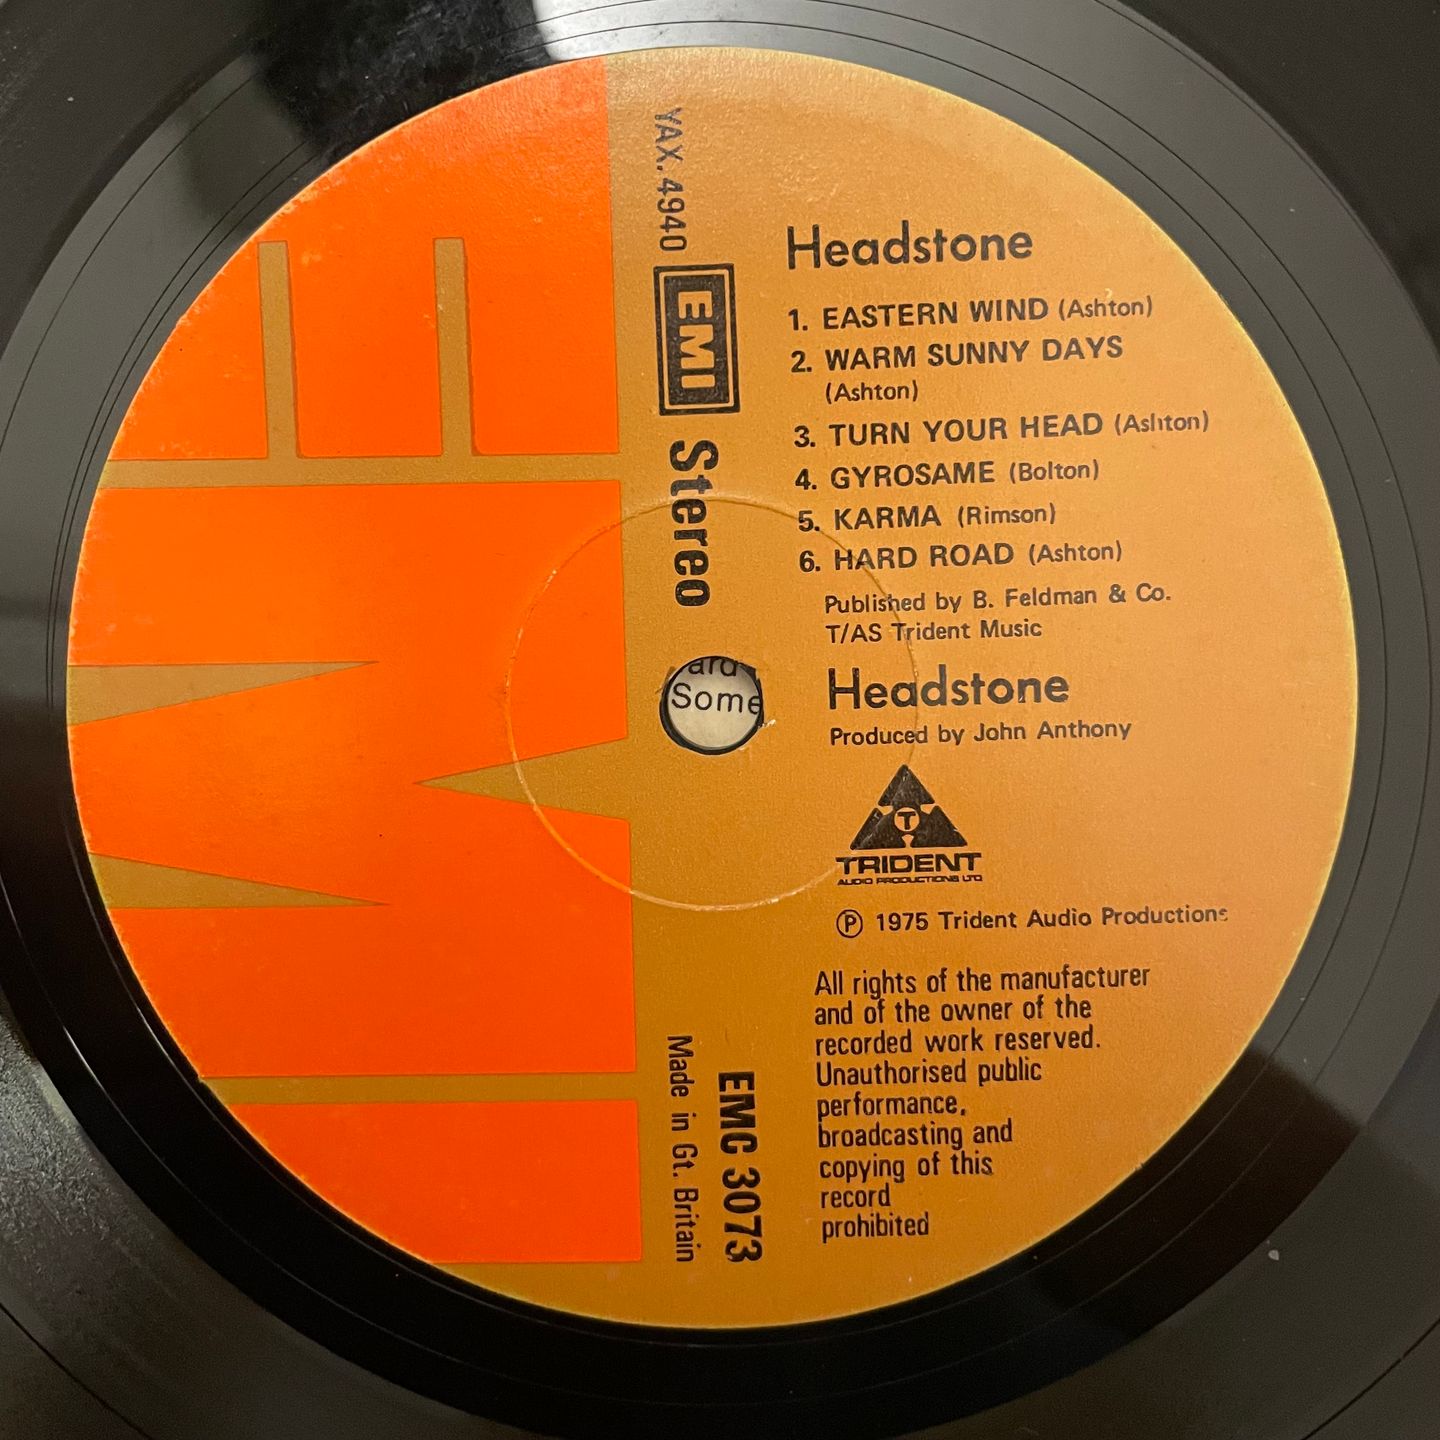 YAX.4940
EMI
Stereo
Headstone
1. EASTERN WIND (Ashton)
2. WARM SUNNY DAYS
(Ashton)
3. TURN YOUR HEAD (Ashton)
4. GYROSAME (Bolton)
5. KARMA (Rimson)
6. HARD ROAD (Ashton)
Published by B. Feldman & Co.
T/AS Trident Music
Some
Headstone
Produced by John Anthony
T
TRIDENT
AUDIO PRODUCTIONS LTD
Ⓟ 1975 Trident Audio Productions
All rights of the manufacturer
and of the owner of the
recorded work reserved.
Unauthorised public
performance,
broadcasting and
copying of this
record
prohibited
EMC 3073
Made in Gt. Britain
EMI